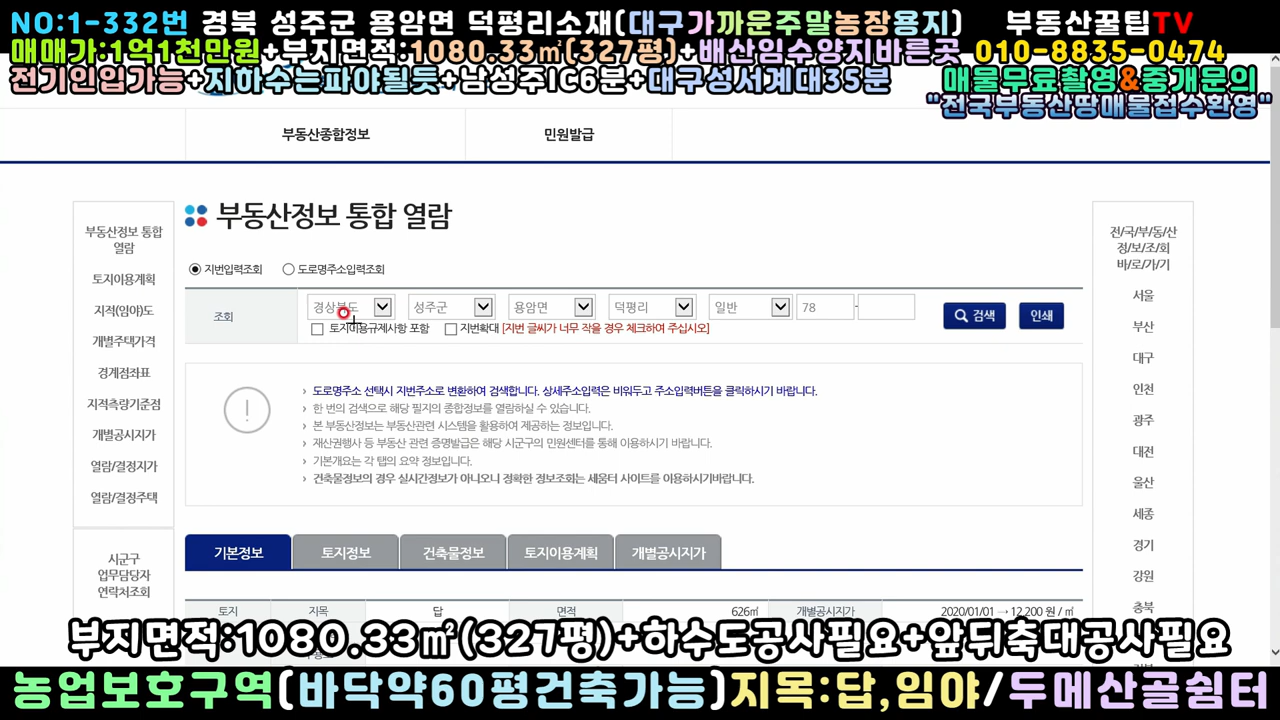 NO:1-332번 경북 성주군 용암면 덕평리소재(대구가까운주말농장용지) 부동산꿀팁TV
매매가:1억1천만원+부지면적:1080.33㎡(327평)+배산임수양지바른곳 010-8835-0474
전기인입가능+지하수는파야될듯+남성주IC6분+대구성서계대35분 매물무료촬영&중개문의
"전국부동산땅매물접수환영"
부동산종합정보 민원발급
부동산정보 통합 열람
토지이용계획
지적(임야)도
개별주택가격
경계점좌표
지적측량기준점
개별공시지가
열람/결정지가
열람/결정주택
시군구
업무담당자
연락처조회
부동산정보 통합 열람
지번입력조회 도로명주소입력조회
조회 경상북도 성주군 용암면 덕평리 일반 78 - 검색 인쇄
토지이용규제사항 포함 지번확대 [지번 글씨가 너무 작을 경우 체크하여 주십시오]
› 도로명주소 선택시 지번주소로 변환하여 검색합니다. 상세주소입력은 비워두고 주소입력버튼을 클릭하시기 바랍니다.
› 한 번의 검색으로 해당 필지의 종합정보를 열람하실 수 있습니다.
› 본 부동산정보는 부동산관련 시스템을 활용하여 제공하는 정보입니다.
› 재산권행사 등 부동산 관련 증명발급은 해당 시군구의 민원센터를 통해 이용하시기 바랍니다.
› 기본개요는 각 탭의 요약 정보입니다.
› 건축물정보의 경우 실시간정보가 아니오니 정확한 정보조회는 세움터 사이트를 이용하시기바랍니다.
기본정보 토지정보 건축물정보 토지이용계획 개별공시지가
토지 지목 답 면적 626㎡ 개별공시지가 2020/01/01 → 12,200 원 / ㎡
전/국/부/동/산
정/보/조/회
바/로/가/기
서울
부산
대구
인천
광주
대전
울산
세종
경기
강원
충북
부지면적:1080.33㎡(327평)+하수도공사필요+앞뒤축대공사필요
농업보호구역(바닥약60평건축가능)지목:답,임야/두메산골쉼터